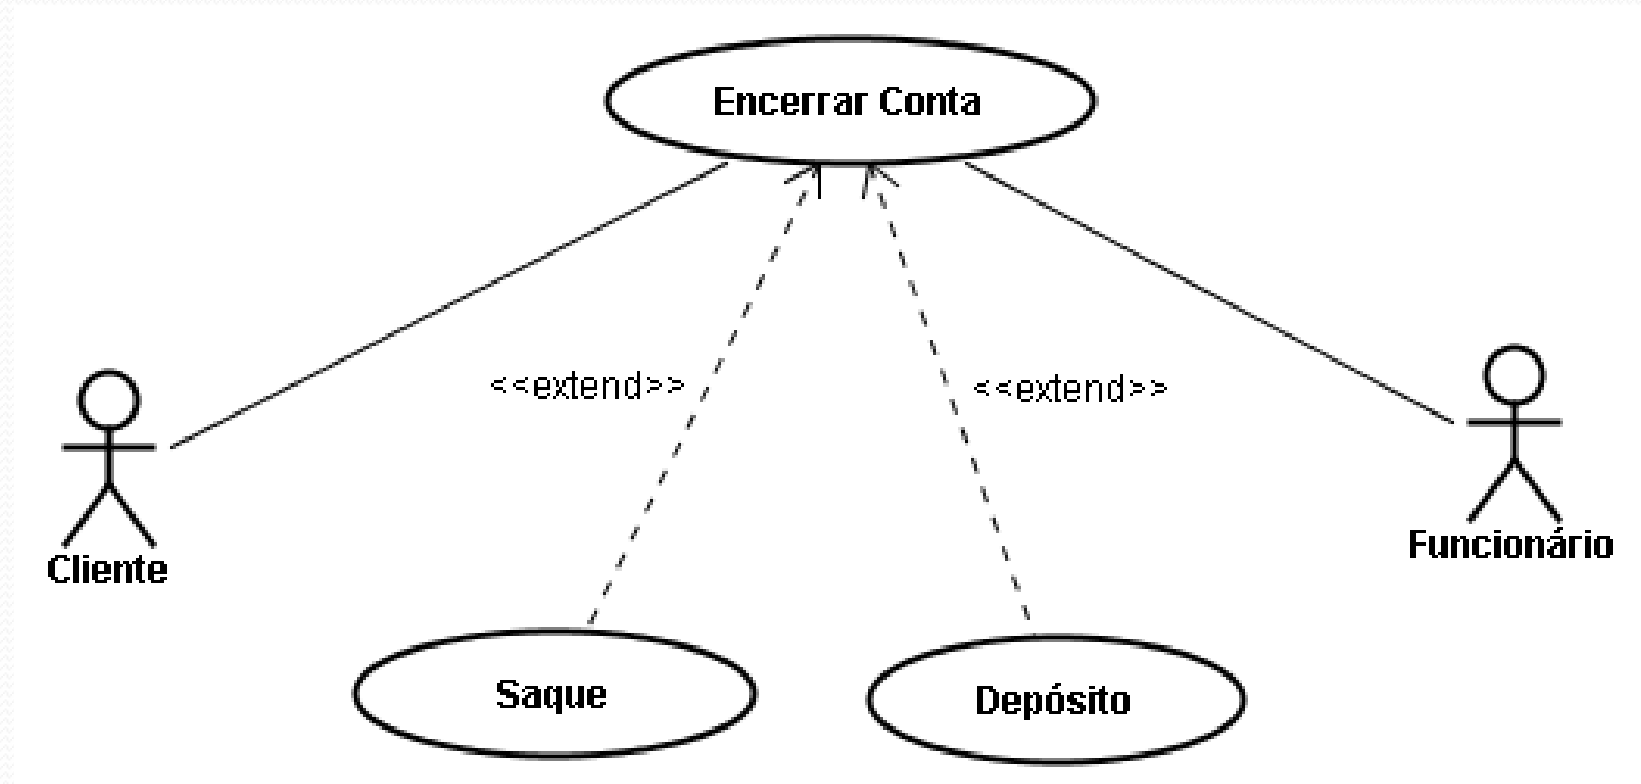 Encerrar Conta
<<extend>>
<<extend>>
Cliente
Funcionário
Saque
Depósito